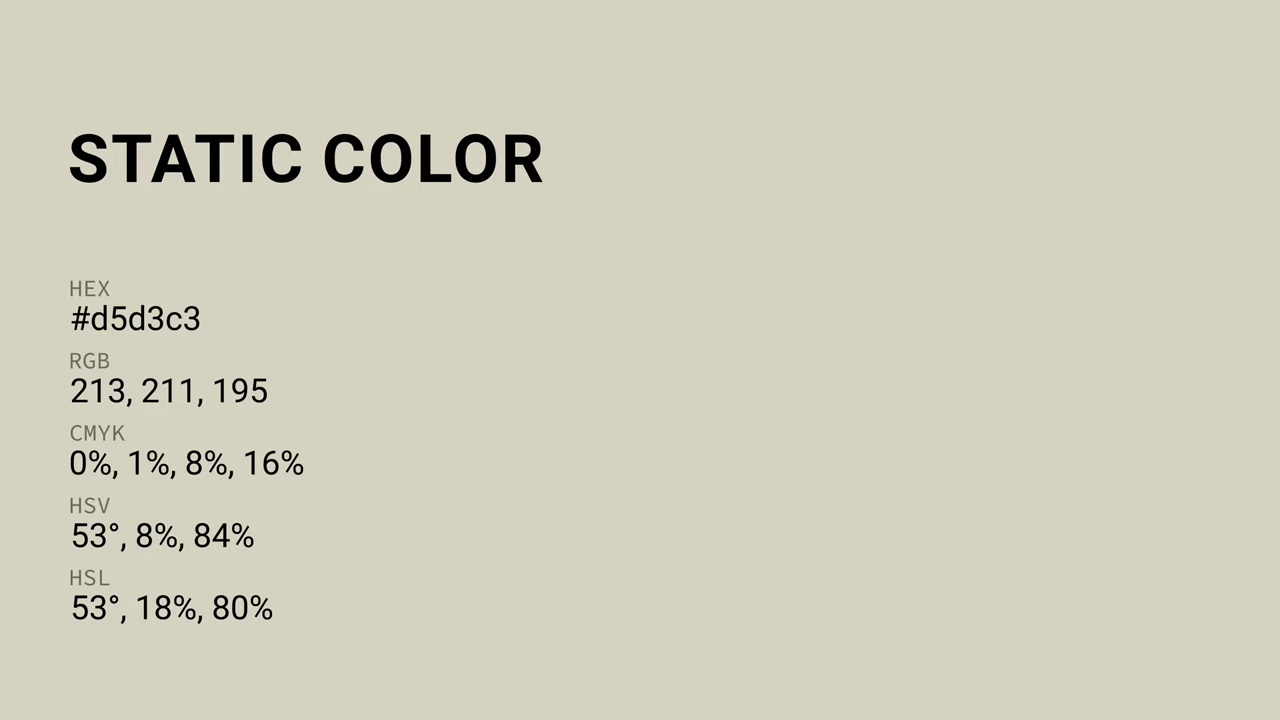 STATIC COLOR
HEX
#d5d3c3
RGB
213, 211, 195
CMYK
0%, 1%, 8%, 16%
HSV
53°, 8%, 84%
HSL
53°, 18%, 80%